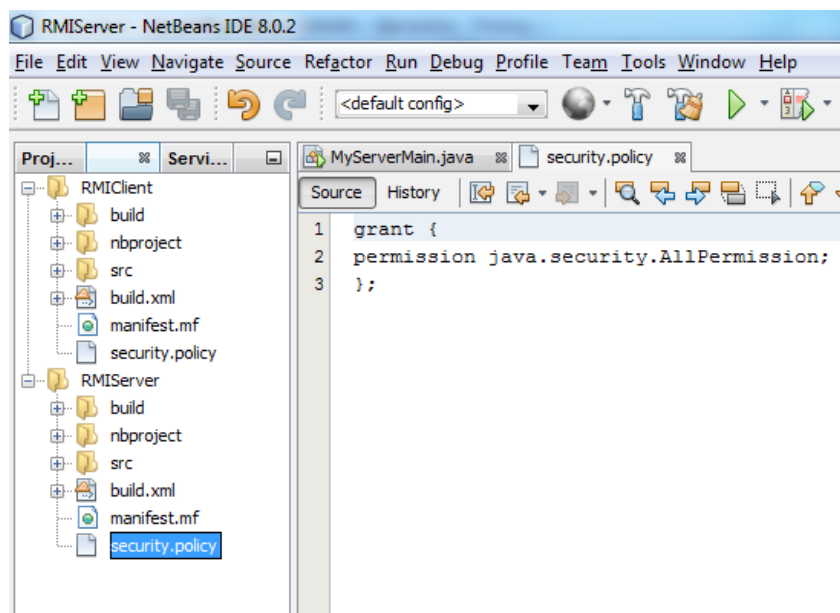 RMIServer - NetBeans IDE 8.0.2
File Edit View Navigate Source Refactor Run Debug Profile Team Tools Window Help
<default config>
Proj... Servi...
MyServerMain.java security.policy
Source History
RMIClient
build
nbproject
src
build.xml
manifest.mf
security.policy
RMIServer
build
nbproject
src
build.xml
manifest.mf
security.policy
1 grant {
2 permission java.security.AllPermission;
3 };